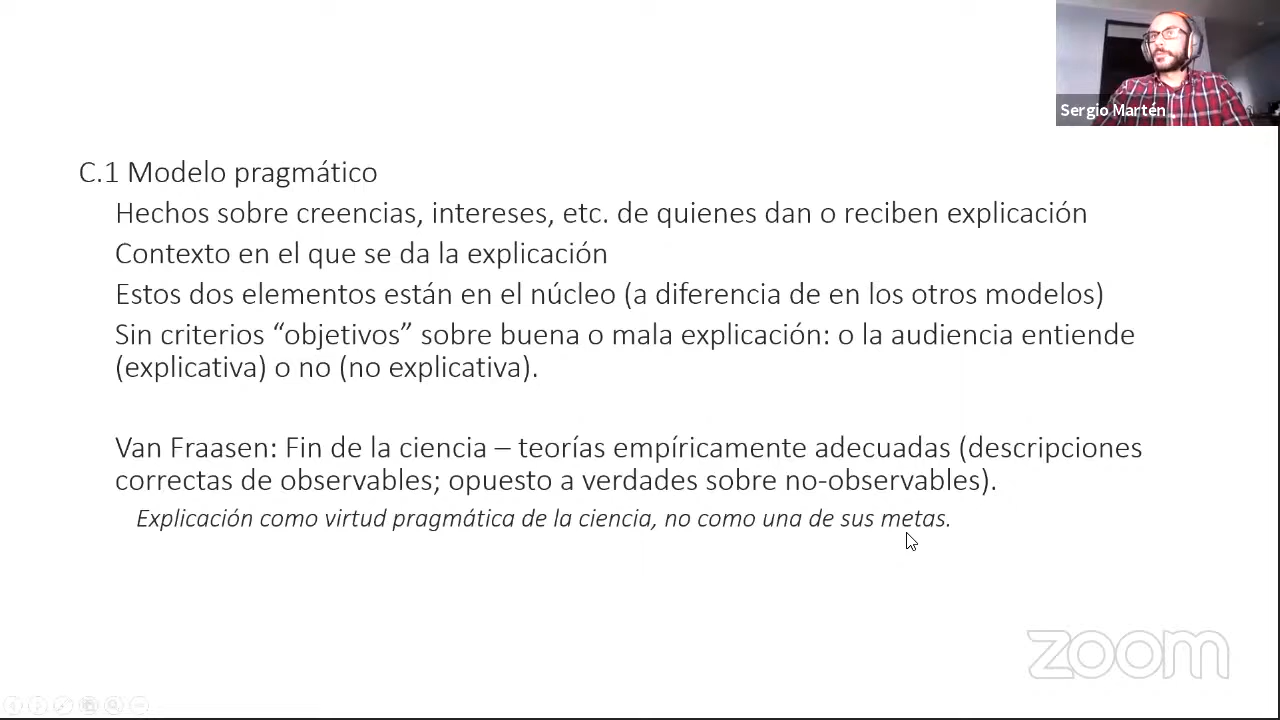 Sergio Martén
C.1 Modelo pragmático
Hechos sobre creencias, intereses, etc. de quienes dan o reciben explicación
Contexto en el que se da la explicación
Estos dos elementos están en el núcleo (a diferencia de en los otros modelos)
Sin criterios “objetivos” sobre buena o mala explicación: o la audiencia entiende
(explicativa) o no (no explicativa).
Van Fraasen: Fin de la ciencia – teorías empíricamente adecuadas (descripciones
correctas de observables; opuesto a verdades sobre no-observables).
Explicación como virtud pragmática de la ciencia, no como una de sus metas.
zoom